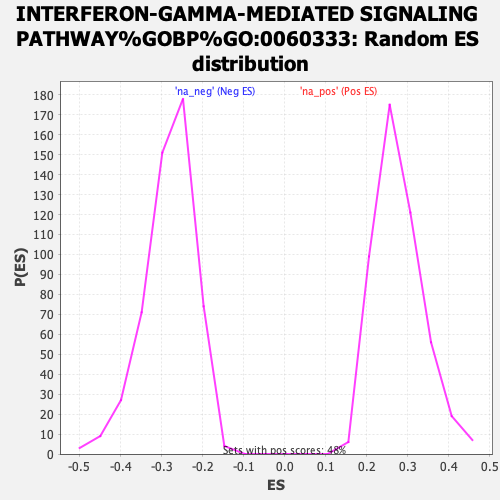 INTERFERON-GAMMA-MEDIATED SIGNALING
PATHWAY%GOBP%GO:0060333: Random ES
distribution
'na_neg' (Neg ES)
'na_pos' (Pos ES)
180
170
160
150
140
130
120
110
100
90
80
70
60
50
40
30
20
10
0
P(ES)
Sets with pos scores: 48%
-0.5 -0.4 -0.3 -0.2 -0.1 0.0 0.1 0.2 0.3 0.4 0.5
ES